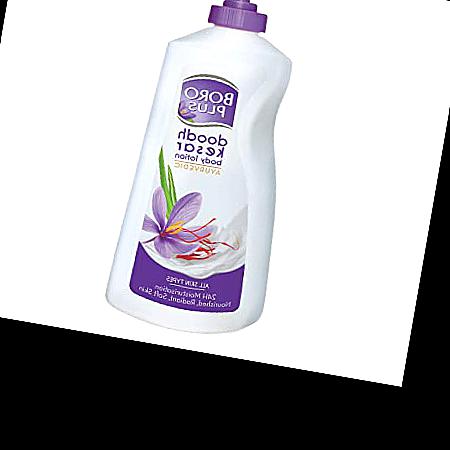 BORO
PLUS
doodh
kesar
body lotion
AYURVEDIC
ALL SKIN TYPES
24H Moisturisation
Nourished, Radiant, Soft Skin